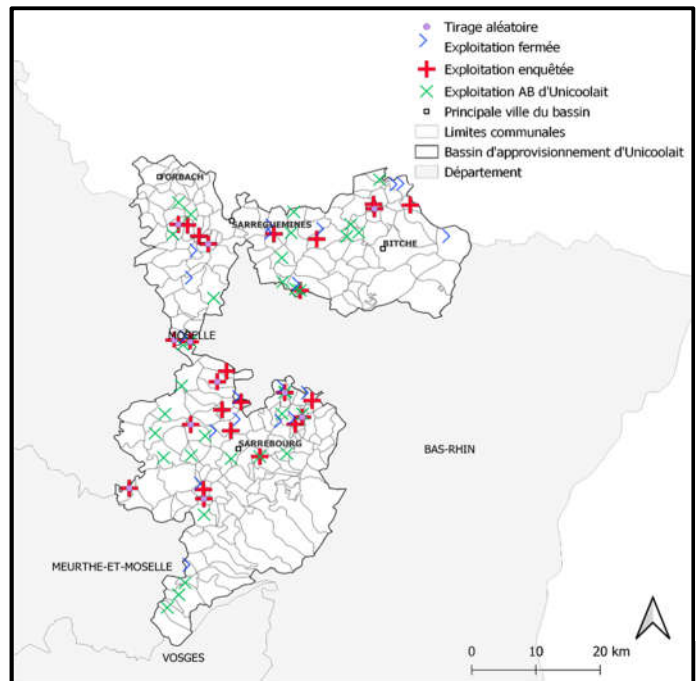 Tirage aléatoire
Exploitation fermée
Exploitation enquêtée
Exploitation AB d'Unicoolait
Principale ville du bassin
Limites communales
Bassin d'approvisionnement d'Unicoolait
Département
FORBACH
SARREGUEMINES
BITCHE
MOSELLE
SARREBOURG
BAS-RHIN
MEURTHE-ET-MOSELLE
VOSGES
0 10 20 km